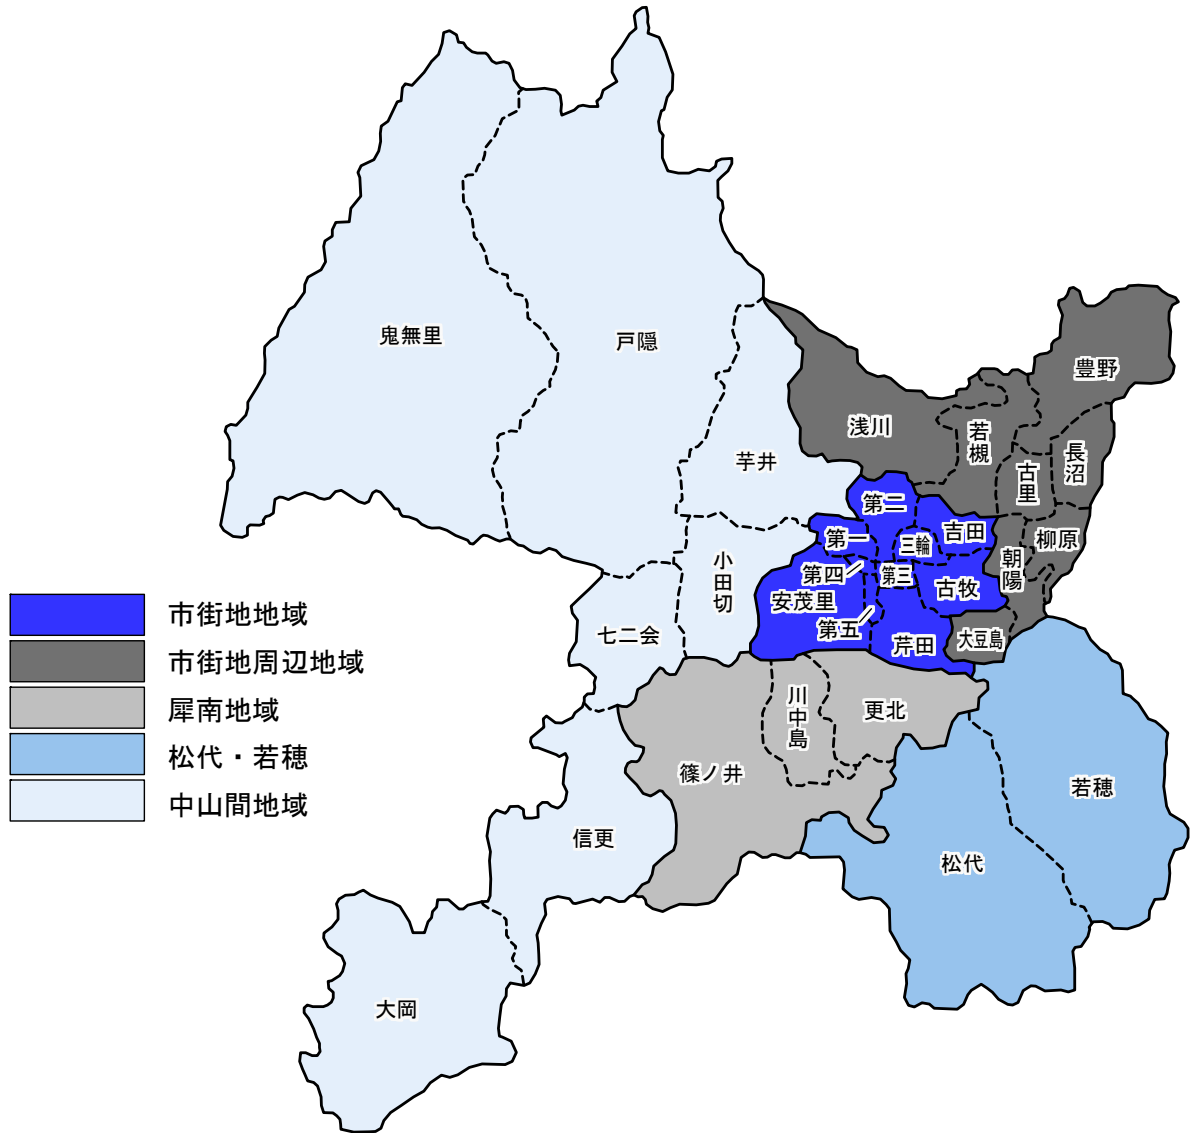 鬼無里
戸隠
豊野
浅川
若槻
長沼
芋井
古里
第二
吉田
柳原
第一
三輪
朝陽
小田切
第四
第三
古牧
安茂里
第五
七二会
芹田
大豆島
川中島
更北
篠ノ井
若穂
信更
松代
大岡
市街地地域
市街地周辺地域
犀南地域
松代・若穂
中山間地域